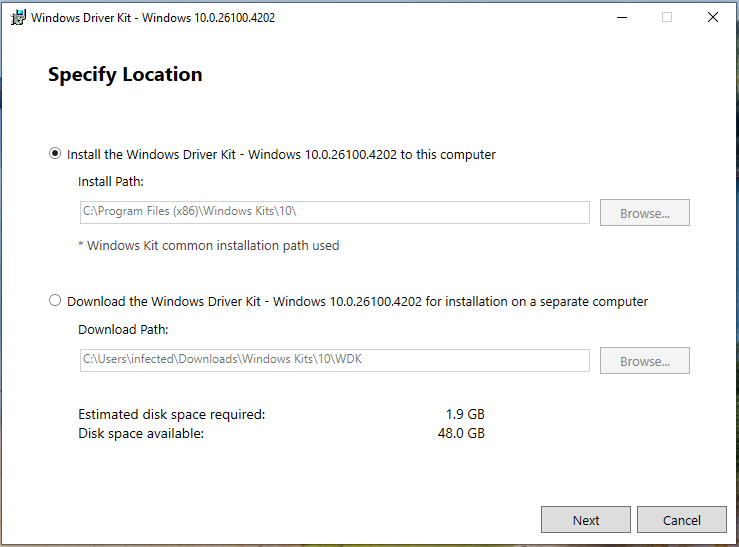 Windows Driver Kit - Windows 10.0.26100.4202
Specify Location
Install the Windows Driver Kit - Windows 10.0.26100.4202 to this computer
Install Path:
C:\Program Files (x86)\Windows Kits\10\
Browse...
* Windows Kit common installation path used
Download the Windows Driver Kit - Windows 10.0.26100.4202 for installation on a separate computer
Download Path:
C:\Users\infected\Downloads\Windows Kits\10\WDK
Browse...
Estimated disk space required: 1.9 GB
Disk space available: 48.0 GB
Next Cancel